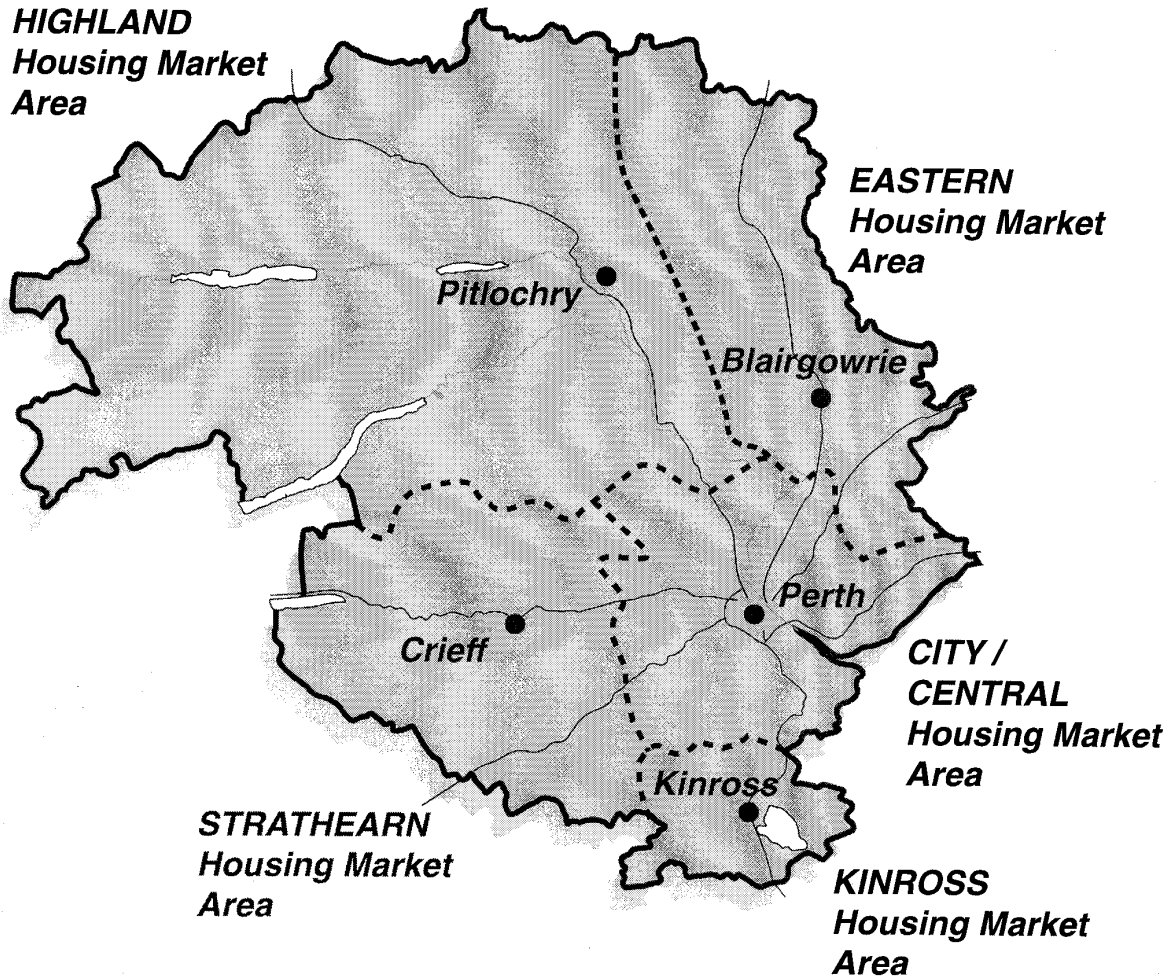 HIGHLAND
Housing Market
Area
EASTERN
Housing Market
Area
Pitlochry
Blairgowrie
Perth
Crieff
CITY /
CENTRAL
Housing Market
Area
Kinross
STRATHEARN
Housing Market
Area
KINROSS
Housing Market
Area